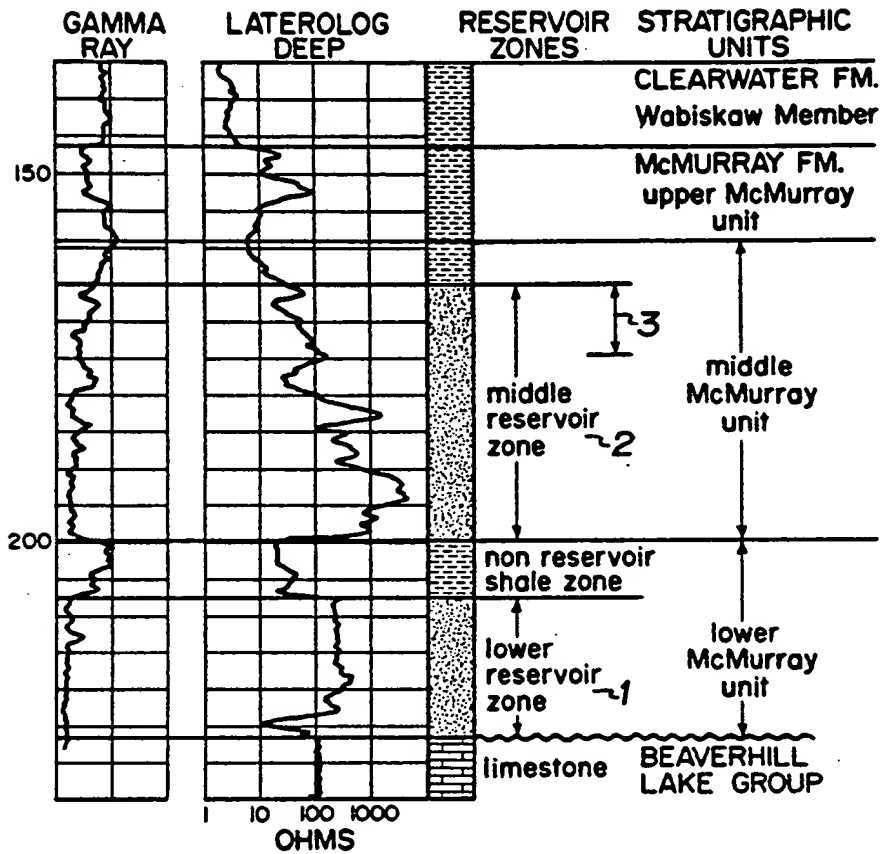 GAMMA RAY
LATEROLOG DEEP
RESERVOIR ZONES
STRATIGRAPHIC UNITS
CLEARWATER FM.
Wabiskaw Member
150
McMURRAY FM.
upper McMurray
unit
3
middle
McMurray
unit
middle
reservoir
zone
2
200
non reservoir
shale zone
lower
McMurray
unit
lower
reservoir
zone
1
limestone
BEAVERHILL
LAKE GROUP
1 10 100 1000
OHMS